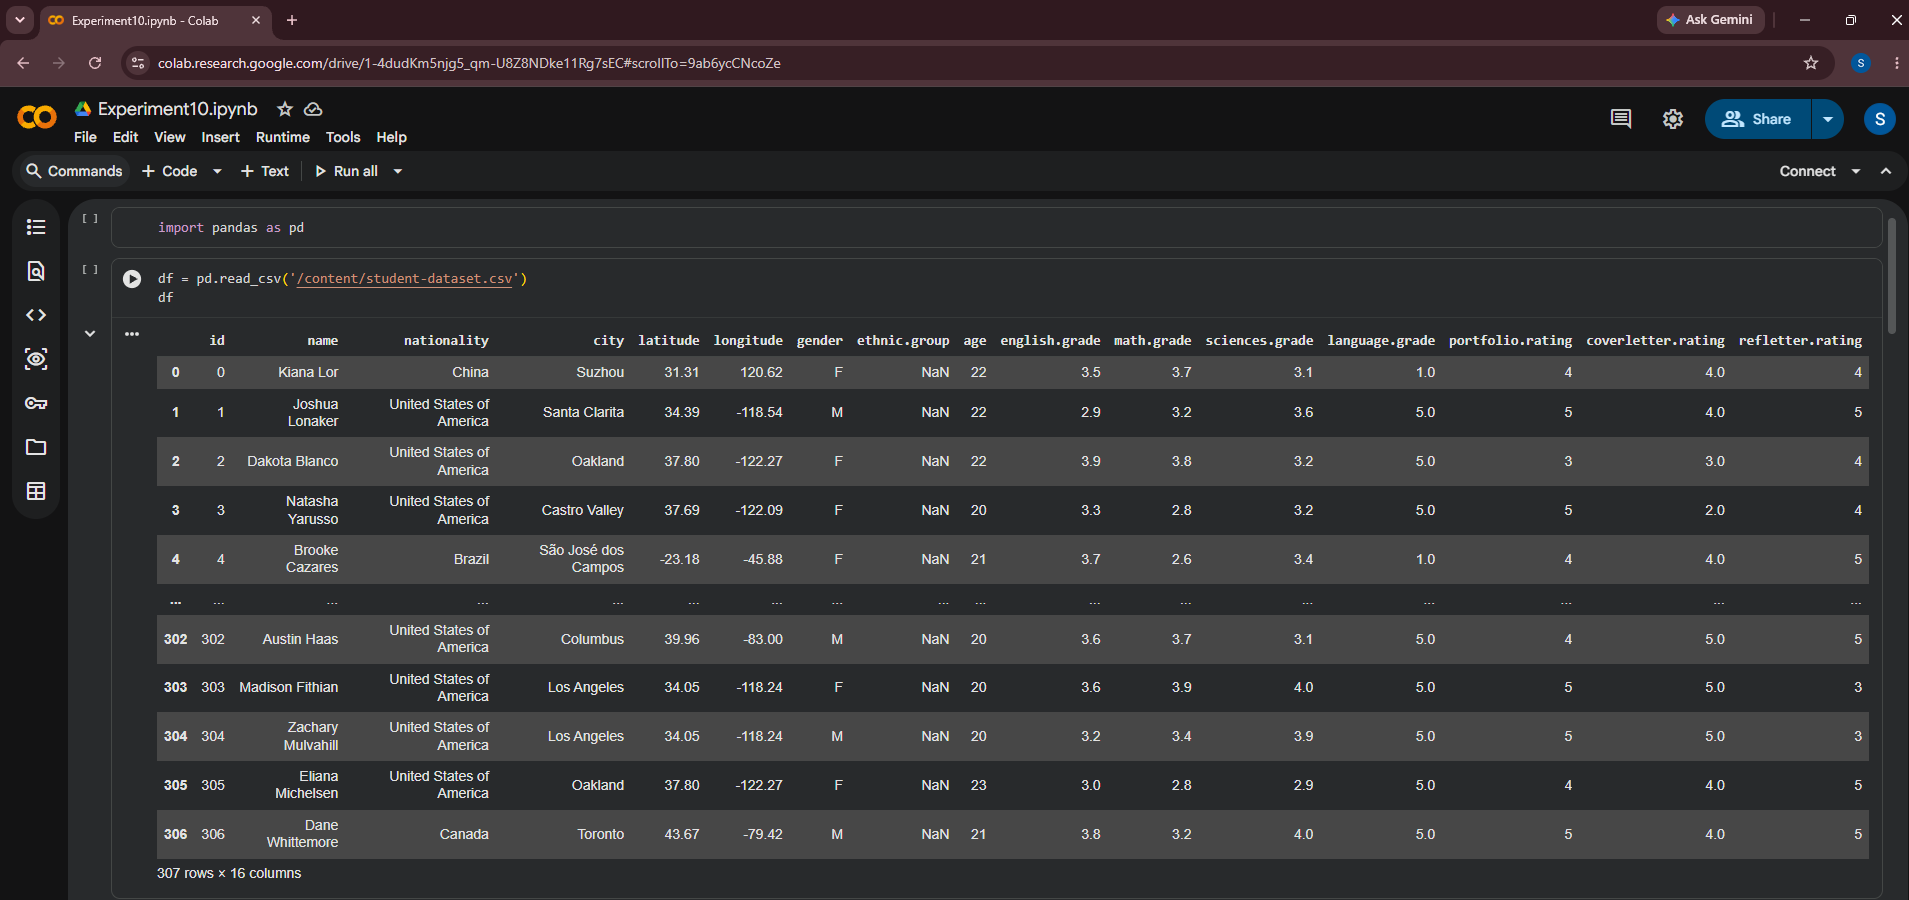 Experiment10.ipynb - Colab
Ask Gemini
colab.research.google.com/drive/1-4dudKm5njg5_qm-U8Z8NDke11Rg7sEC#scrollTo=9ab6ycCNcoZe
S
CO
Experiment10.ipynb
File Edit View Insert Runtime Tools Help
Share
S
Commands + Code + Text Run all
Connect
[ ] import pandas as pd
[ ] df = pd.read_csv('/content/student-dataset.csv')
df
id name nationality city latitude longitude gender ethnic.group age english.grade math.grade sciences.grade language.grade portfolio.rating coverletter.rating refletter.rating
0 0 Kiana Lor China Suzhou 31.31 120.62 F NaN 22 3.5 3.7 3.1 1.0 4 4.0 4
1 1 Joshua Lonaker United States of America Santa Clarita 34.39 -118.54 M NaN 22 2.9 3.2 3.6 5.0 5 4.0 5
2 2 Dakota Blanco United States of America Oakland 37.80 -122.27 F NaN 22 3.9 3.8 3.2 5.0 3 3.0 4
3 3 Natasha Yarusso United States of America Castro Valley 37.69 -122.09 F NaN 20 3.3 2.8 3.2 5.0 5 2.0 4
4 4 Brooke Cazares Brazil São José dos Campos -23.18 -45.88 F NaN 21 3.7 2.6 3.4 1.0 4 4.0 5
... ... ... ... ... ... ... ... ... ... ... ... ... ... ... ... ...
302 302 Austin Haas United States of America Columbus 39.96 -83.00 M NaN 20 3.6 3.7 3.1 5.0 4 5.0 5
303 303 Madison Fithian United States of America Los Angeles 34.05 -118.24 F NaN 20 3.6 3.9 4.0 5.0 5 5.0 3
304 304 Zachary Mulvahill United States of America Los Angeles 34.05 -118.24 M NaN 20 3.2 3.4 3.9 5.0 5 5.0 3
305 305 Eliana Michelsen United States of America Oakland 37.80 -122.27 F NaN 23 3.0 2.8 2.9 5.0 4 4.0 5
306 306 Dane Whittemore Canada Toronto 43.67 -79.42 M NaN 21 3.8 3.2 4.0 5.0 5 4.0 5
307 rows × 16 columns